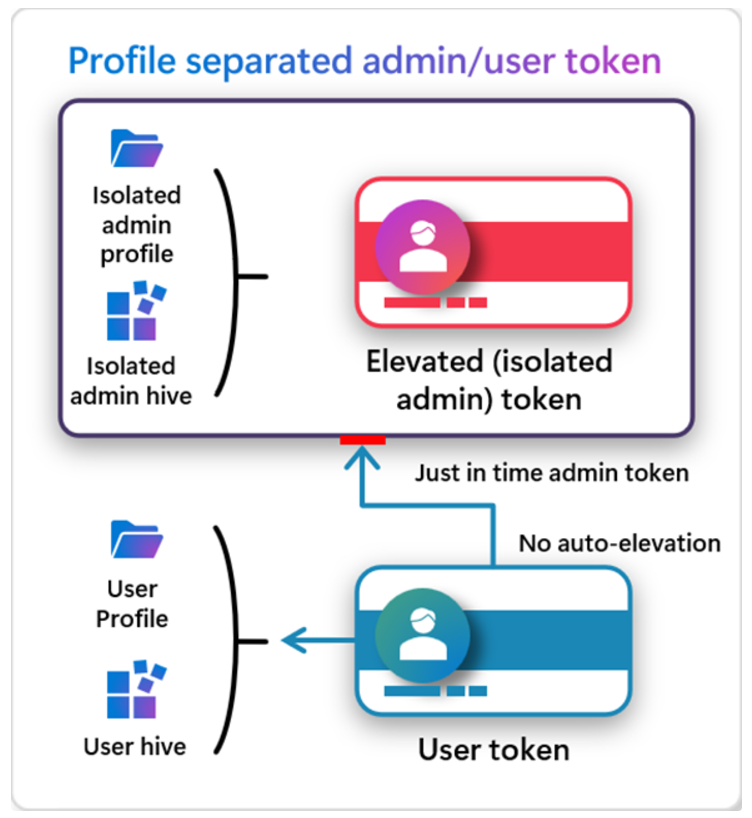 Profile separated admin/user token
Isolated
admin
profile
Isolated
admin hive
Elevated (isolated
admin) token
Just in time admin token
No auto-elevation
User
Profile
User hive
User token